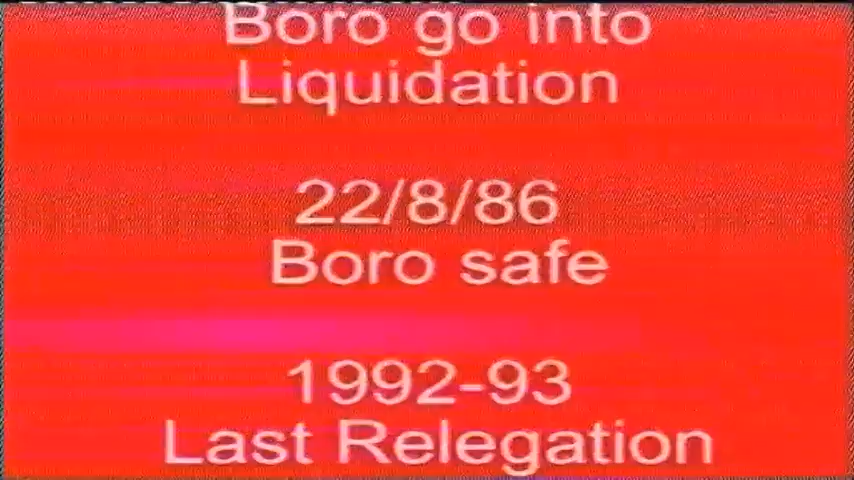 Boro go into
Liquidation
22/8/86
Boro safe
1992-93
Last Relegation